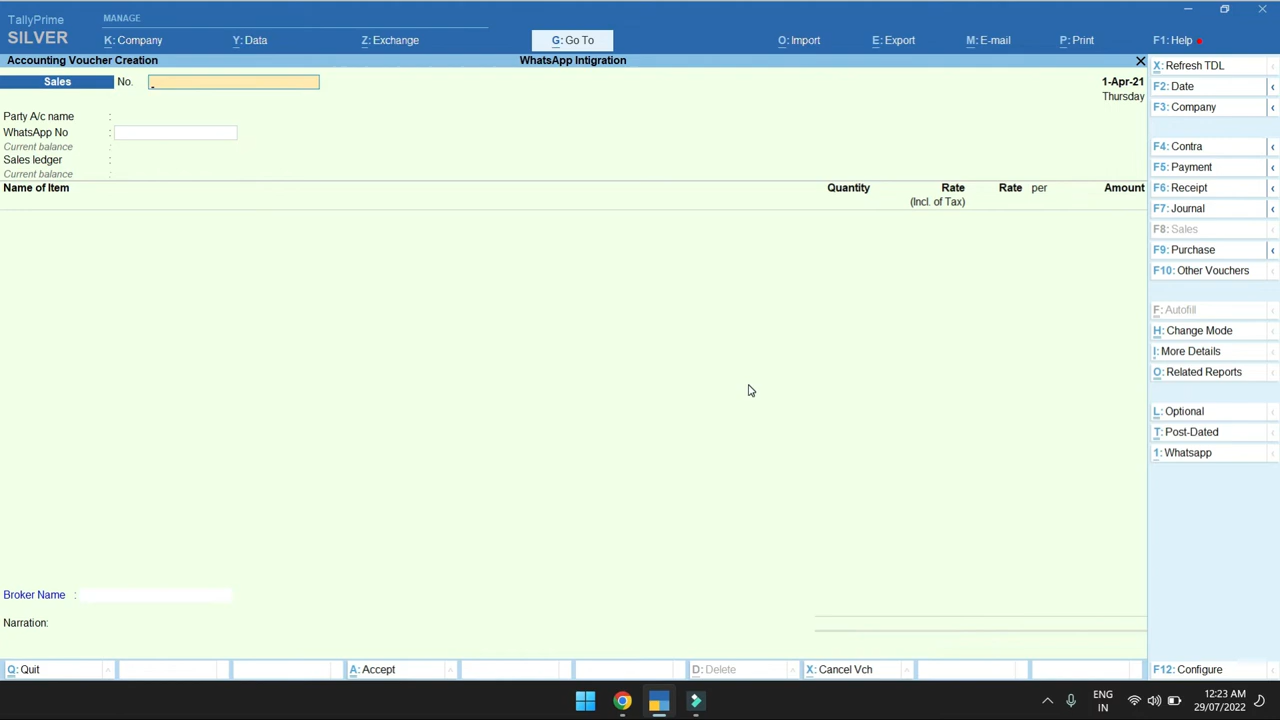 TallyPrime
MANAGE
SILVER
K: Company
Y: Data
Z: Exchange
G: Go To
O: Import
E: Export
M: E-mail
P: Print
F1: Help
Accounting Voucher Creation
WhatsApp Intigration
X: Refresh TDL
Sales No.
1-Apr-21
F2: Date
Thursday
F3: Company
Party A/c name :
WhatsApp No :
Current balance :
F4: Contra
Sales ledger :
Current balance :
F5: Payment
Name of Item Quantity Rate Rate per Amount
(Incl. of Tax)
F6: Receipt
F7: Journal
F8: Sales
F9: Purchase
F10: Other Vouchers
F: Autofill
H: Change Mode
I: More Details
O: Related Reports
L: Optional
T: Post-Dated
1: Whatsapp
Broker Name :
Narration:
Q: Quit
A: Accept
D: Delete
X: Cancel Vch
F12: Configure
ENG
IN
12:23 AM
29/07/2022